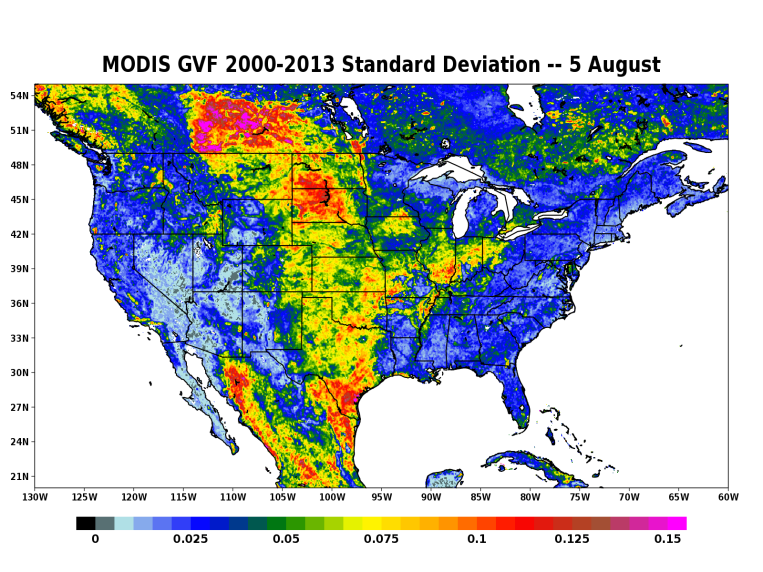 MODIS GVF 2000-2013 Standard Deviation -- 5 August
54N
51N
48N
45N
42N
39N
36N
33N
30N
27N
24N
21N
130W 125W 120W 115W 110W 105W 100W 95W 90W 85W 80W 75W 70W 65W 60W
0 0.025 0.05 0.075 0.1 0.125 0.15